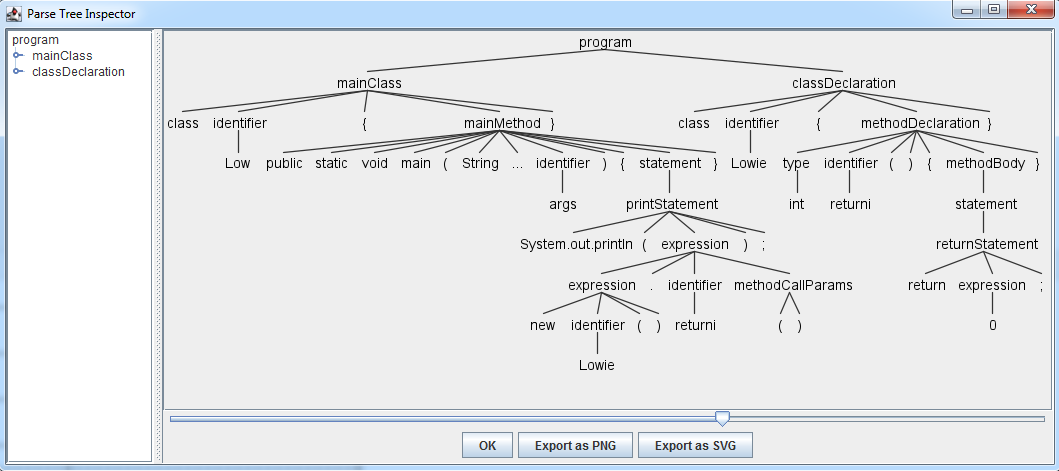 Parse Tree Inspector
program
mainClass
classDeclaration
program
mainClass classDeclaration
class identifier { mainMethod } class identifier { methodDeclaration }
Low public static void main ( String ... identifier ) { statement } Lowie type identifier ( ) { methodBody }
args printStatement int returni statement
System.out.println ( expression ) ; returnStatement
expression . identifier methodCallParams return expression ;
new identifier ( ) returni ( ) 0
Lowie
OK Export as PNG Export as SVG